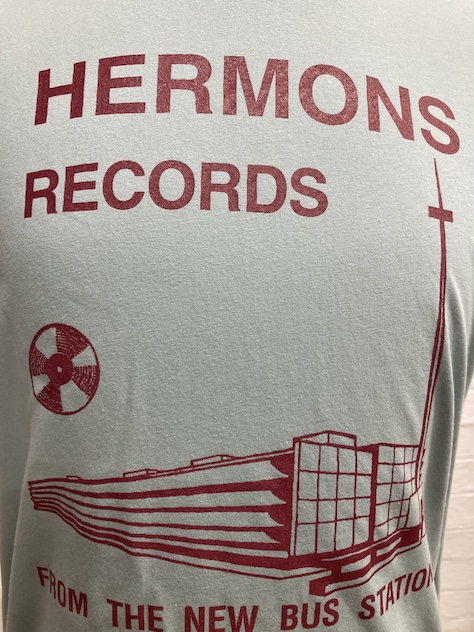 HERMONS
RECORDS
FROM THE NEW BUS STATION